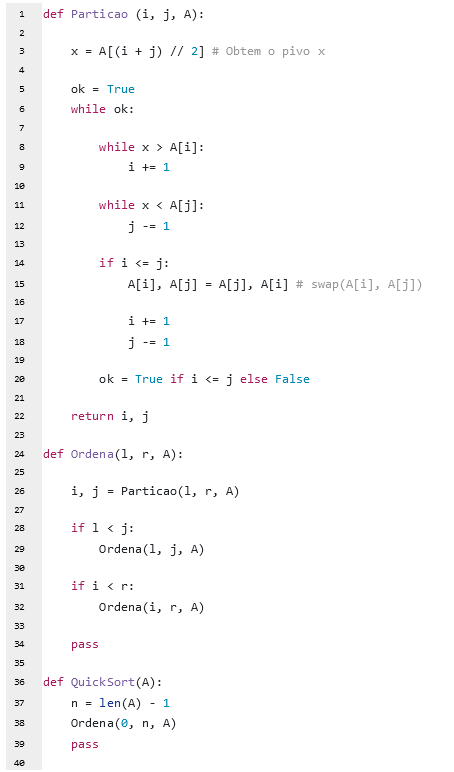 1 def Particao (i, j, A):
2
3 x = A[(i + j) // 2] # Obtem o pivo x
4
5 ok = True
6 while ok:
7
8 while x > A[i]:
9 i += 1
10
11 while x < A[j]:
12 j -= 1
13
14 if i <= j:
15 A[i], A[j] = A[j], A[i] # swap(A[i], A[j])
16
17 i += 1
18 j -= 1
19
20 ok = True if i <= j else False
21
22 return i, j
23
24 def Ordena(l, r, A):
25
26 i, j = Particao(l, r, A)
27
28 if l < j:
29 Ordena(l, j, A)
30
31 if i < r:
32 Ordena(i, r, A)
33
34 pass
35
36 def QuickSort(A):
37 n = len(A) - 1
38 Ordena(0, n, A)
39 pass
40